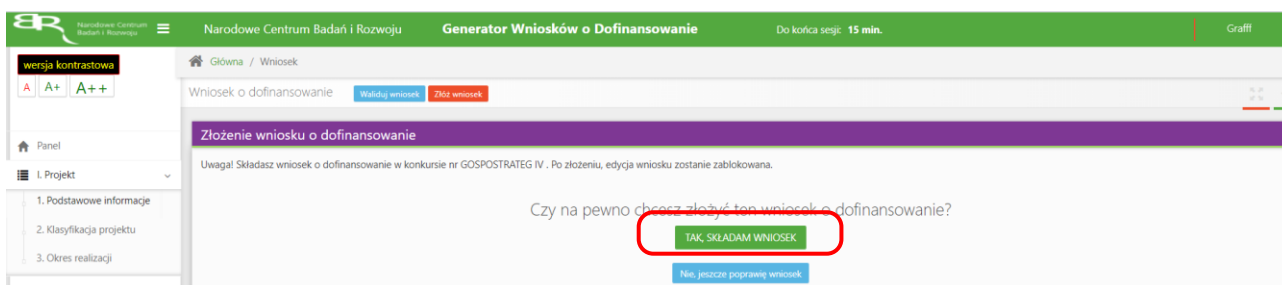 Narodowe Centrum
Badań i Rozwoju
Narodowe Centrum Badań i Rozwoju Generator Wniosków o Dofinansowanie Do końca sesji: 15 min. Grafff
wersja kontrastowa
A A+ A++
Główna / Wniosek
Wniosek o dofinansowanie Waliduj wniosek Złóż wniosek
Panel
I. Projekt
1. Podstawowe informacje
2. Klasyfikacja projektu
3. Okres realizacji
Złożenie wniosku o dofinansowanie
Uwaga! Składasz wniosek o dofinansowanie w konkursie nr GOSPOSTRATEG IV . Po złożeniu, edycja wniosku zostanie zablokowana.
Czy na pewno chcesz złożyć ten wniosek o dofinansowanie?
TAK, SKŁADAM WNIOSEK
Nie, jeszcze poprawię wniosek